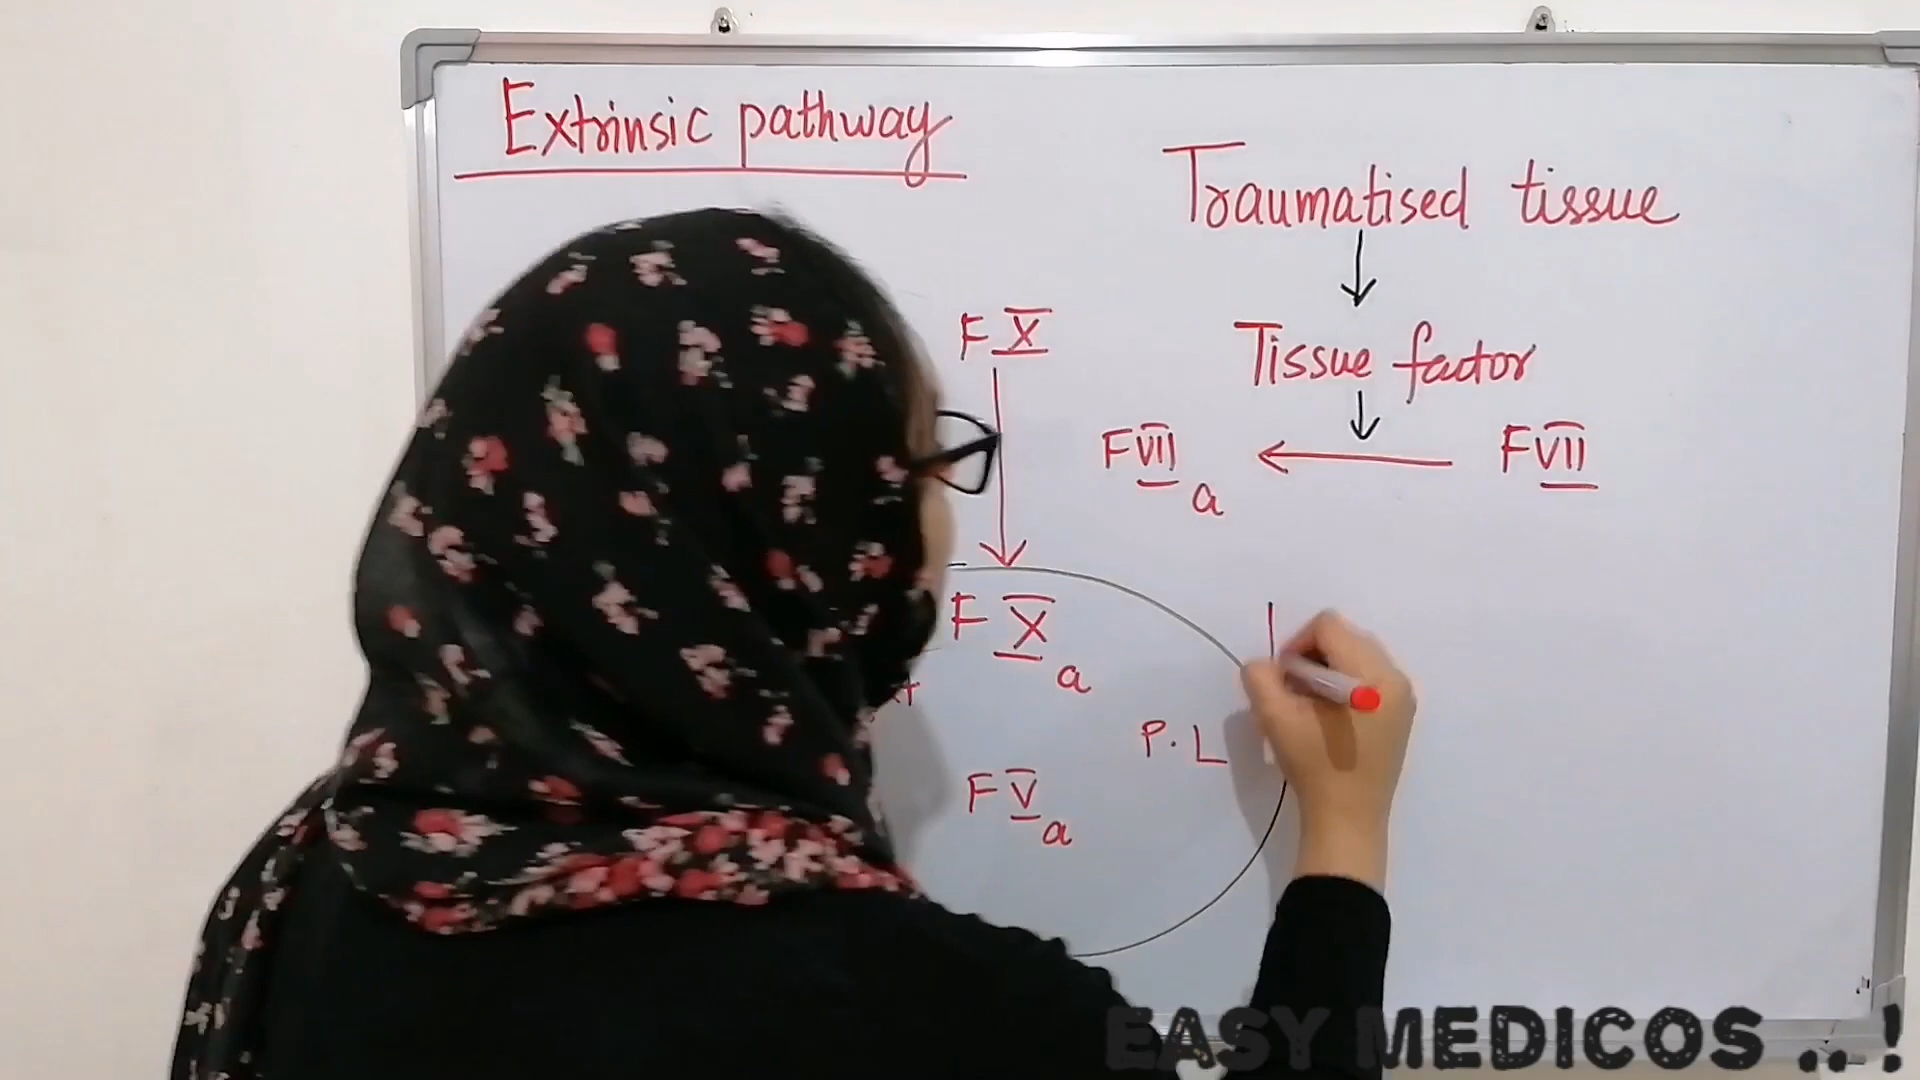 Extrinsic pathway
Traumatised tissue
Tissue factor
F X
F VII a
F VII
F X a
P.L
F V a
EASY MEDICOS ..!